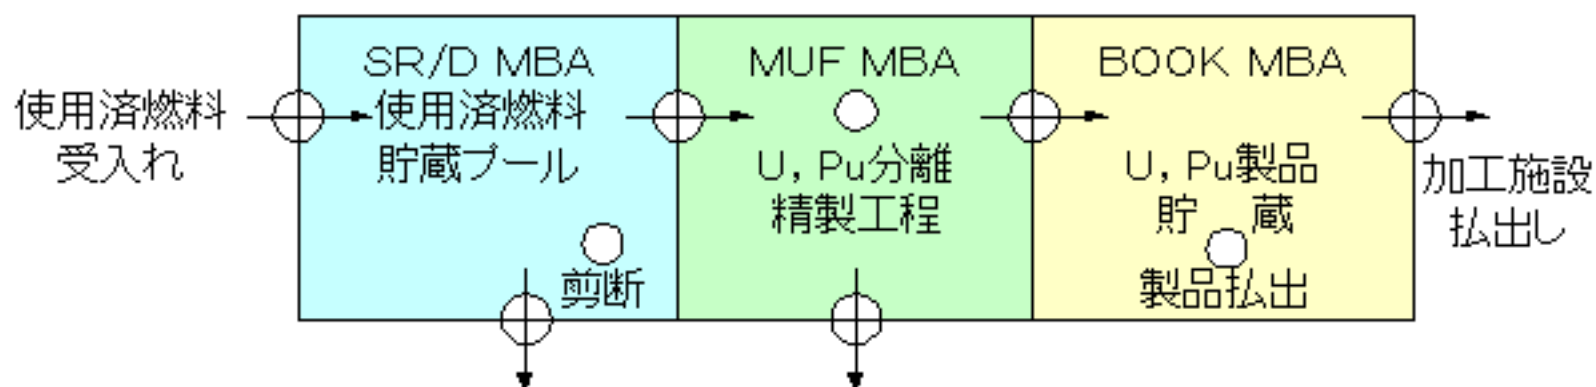 使用済燃料
受入れ
SR/D MBA
使用済燃料
貯蔵プール
剪断
MUF MBA
U, Pu分離
精製工程
BOOK MBA
U, Pu製品
貯 蔵
製品払出
加工施設
払出し